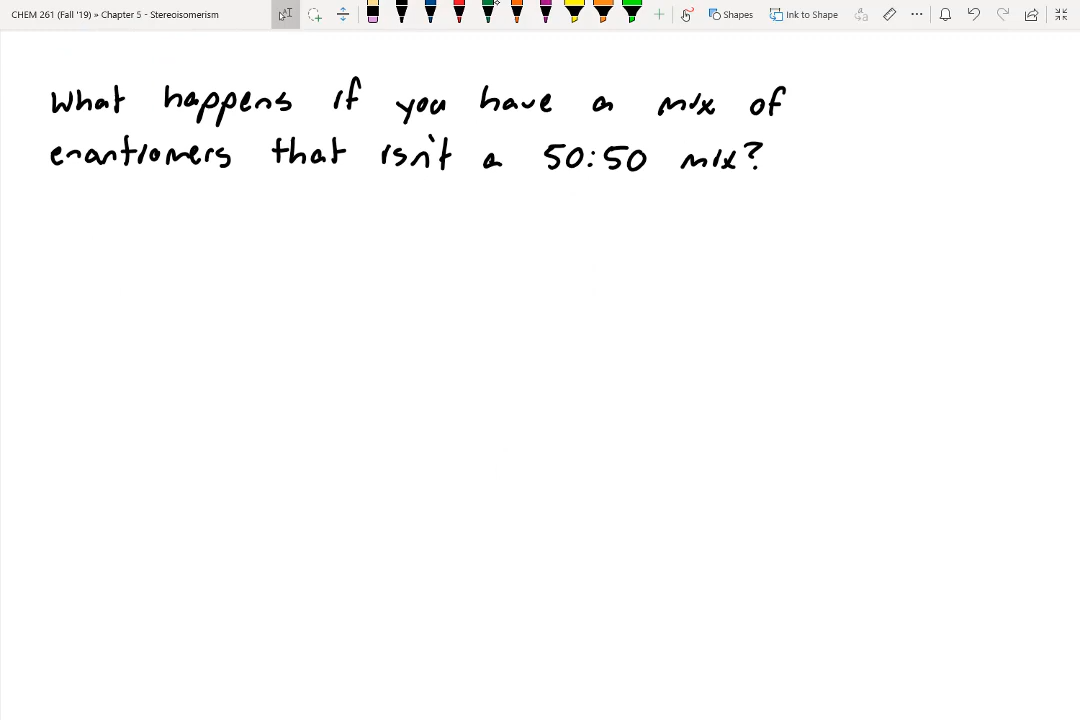 CHEM 261 (Fall '19) » Chapter 5 - Stereoisomerism
Shapes
Ink to Shape
What happens if you have a mix of
enantiomers that isn't a 50:50 mix?